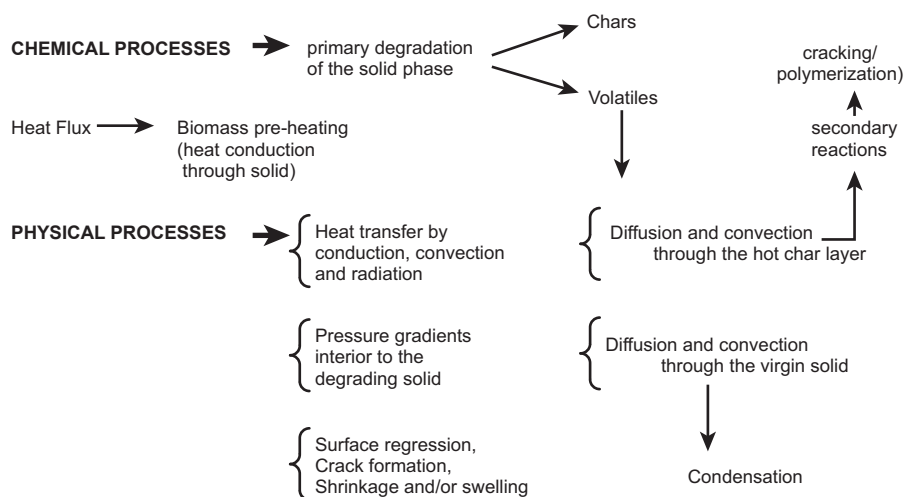 Chars
CHEMICAL PROCESSES
primary degradation
of the solid phase
cracking/
polymerization)
Volatiles
Heat Flux
Biomass pre-heating
(heat conduction
through solid)
secondary
reactions
PHYSICAL PROCESSES
Heat transfer by
conduction, convection
and radiation
Diffusion and convection
through the hot char layer
Pressure gradients
interior to the
degrading solid
Diffusion and convection
through the virgin solid
Surface regression,
Crack formation,
Shrinkage and/or swelling
Condensation